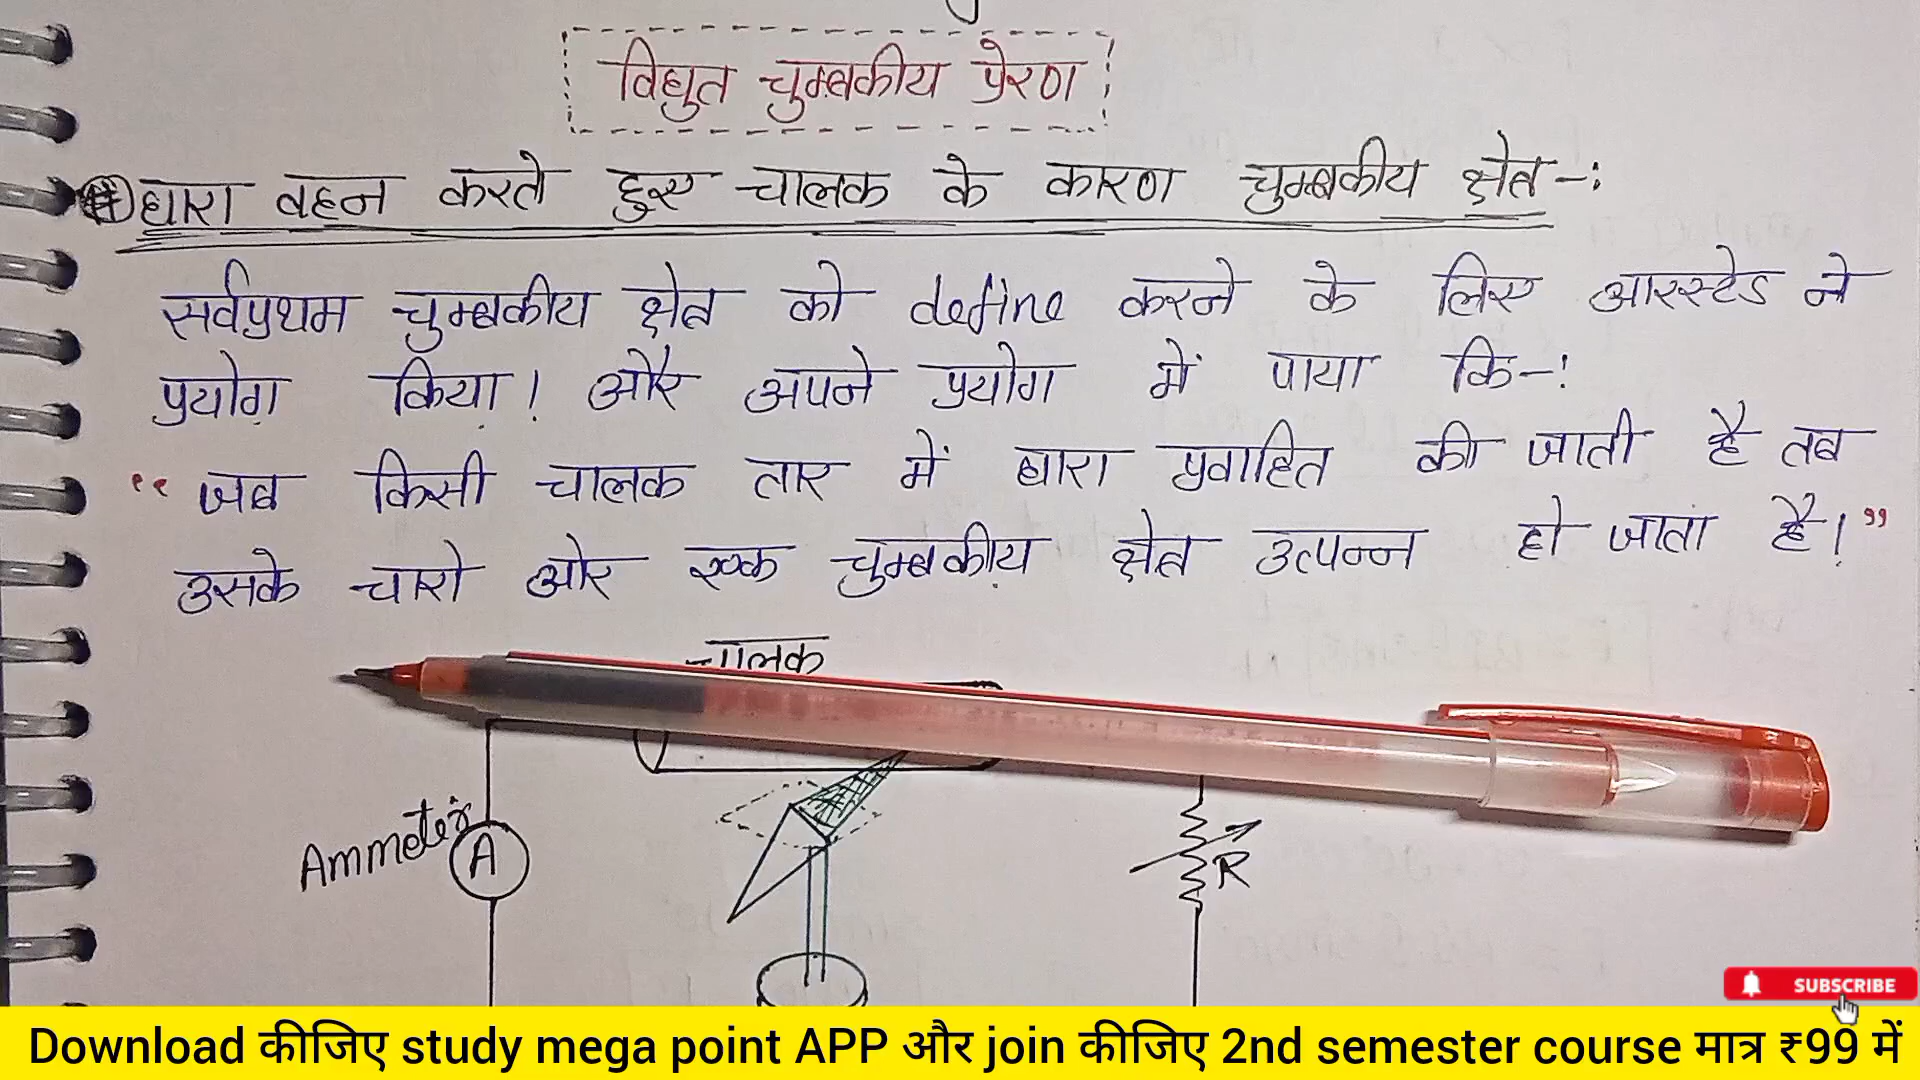 विद्युत चुम्बकीय प्रेरण
धारा वहन करते हुए चालक के कारण चुम्बकीय क्षेत्र -:
सर्वप्रथम चुम्बकीय क्षेत्र को define करने के लिए आरस्टेड ने
प्रयोग किया। और अपने प्रयोग में पाया कि -:
“ जब किसी चालक तार में धारा प्रवाहित की जाती है तब
उसके चारो ओर एक चुम्बकीय क्षेत्र उत्पन्न हो जाता है। ”
चालक
Ammeter
A
R
SUBSCRIBE
Download कीजिए study mega point APP और join कीजिए 2nd semester course मात्र ₹99 में